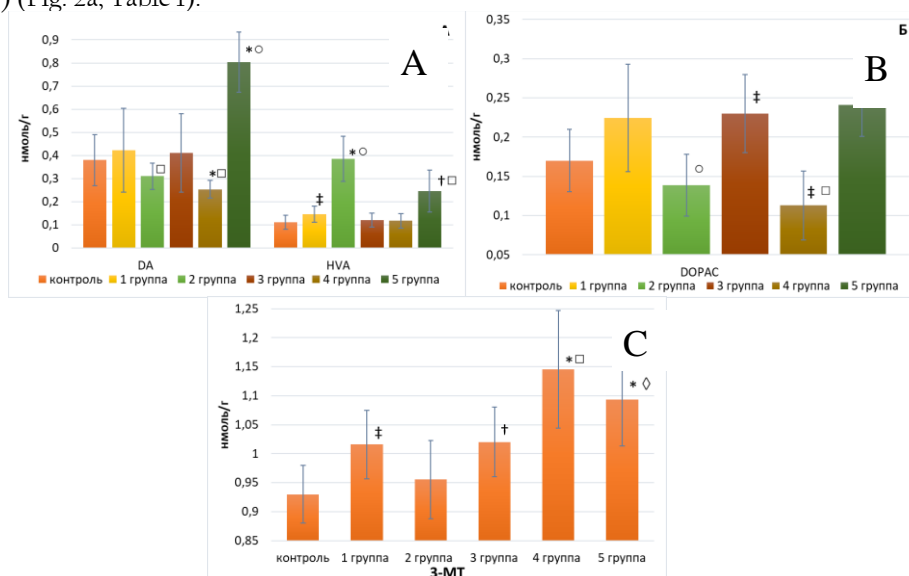 ) (Fig. 2a, Table 1).
нмоль/г
0,9
0,8
0,7
0,6
0,5
0,4
0,3
0,2
0,1
0
*○
A
□
*□
‡
*○
†□
DA HVA
контроль 1 группа 2 группа 3 группа 4 группа 5 группа
нмоль/г
0,35
0,3
0,25
0,2
0,15
0,1
0,05
Б
B
○
‡
‡ □
DOPAC
контроль 1 группа 2 группа 3 группа 4 группа 5 группа
нмоль/г
1,25
1,2
1,15
1,1
1,05
1
0,95
0,9
0,85
C
‡
†
*□
* ◊
контроль 1 группа 2 группа 3 группа 4 группа 5 группа
3-МТ